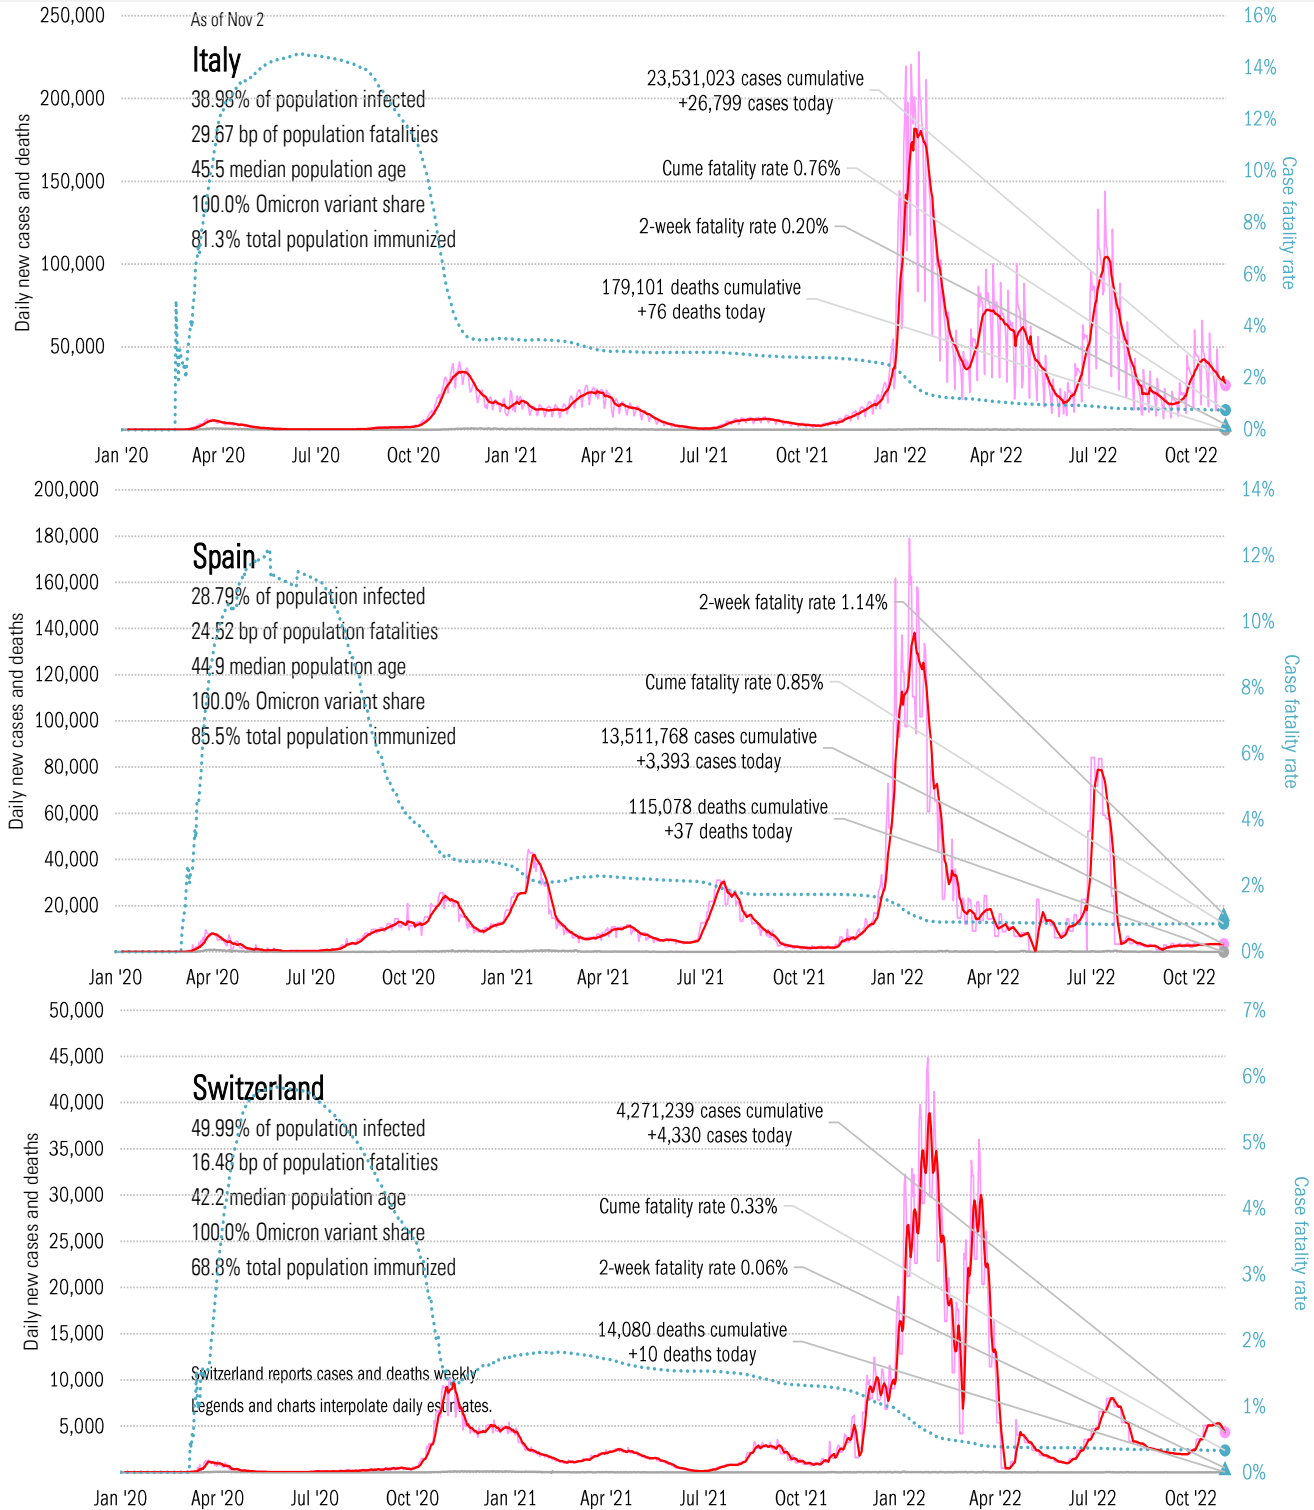 250,000
As of Nov 2
16%
Italy
14%
23,531,023 cases cumulative
+26,799 cases today
38.98% of population infected
200,000
12%
29.67 bp of population fatalities
45.5 median population age
Cume fatality rate 0.76%
150,000
10%
100.0% Omicron variant share
2-week fatality rate 0.20%
8%
81.3% total population immunized
100,000
6%
179,101 deaths cumulative
+76 deaths today
4%
50,000
2%
0%
Daily new cases and deaths
Case fatality rate
Jan '20 Apr '20 Jul '20 Oct '20 Jan '21 Apr '21 Jul '21 Oct '21 Jan '22 Apr '22 Jul '22 Oct '22
200,000
14%
180,000
Spain
12%
160,000
28.79% of population infected
2-week fatality rate 1.14%
140,000
24.52 bp of population fatalities
10%
44.9 median population age
120,000
Cume fatality rate 0.85%
8%
100.0% Omicron variant share
100,000
85.5% total population immunized
13,511,768 cases cumulative
+3,393 cases today
6%
80,000
115,078 deaths cumulative
+37 deaths today
60,000
4%
40,000
2%
20,000
0%
Daily new cases and deaths
Case fatality rate
Jan '20 Apr '20 Jul '20 Oct '20 Jan '21 Apr '21 Jul '21 Oct '21 Jan '22 Apr '22 Jul '22 Oct '22
50,000
7%
45,000
6%
Switzerland
40,000
4,271,239 cases cumulative
+4,330 cases today
49.99% of population infected
35,000
5%
16.48 bp of population fatalities
42.2 median population age
30,000
Cume fatality rate 0.33%
4%
100.0% Omicron variant share
25,000
68.8% total population immunized
2-week fatality rate 0.06%
3%
20,000
14,080 deaths cumulative
+10 deaths today
15,000
2%
Switzerland reports cases and deaths weekly
10,000
Legends and charts interpolate daily estimates.
1%
5,000
0%
Daily new cases and deaths
Case fatality rate
Jan '20 Apr '20 Jul '20 Oct '20 Jan '21 Apr '21 Jul '21 Oct '21 Jan '22 Apr '22 Jul '22 Oct '22